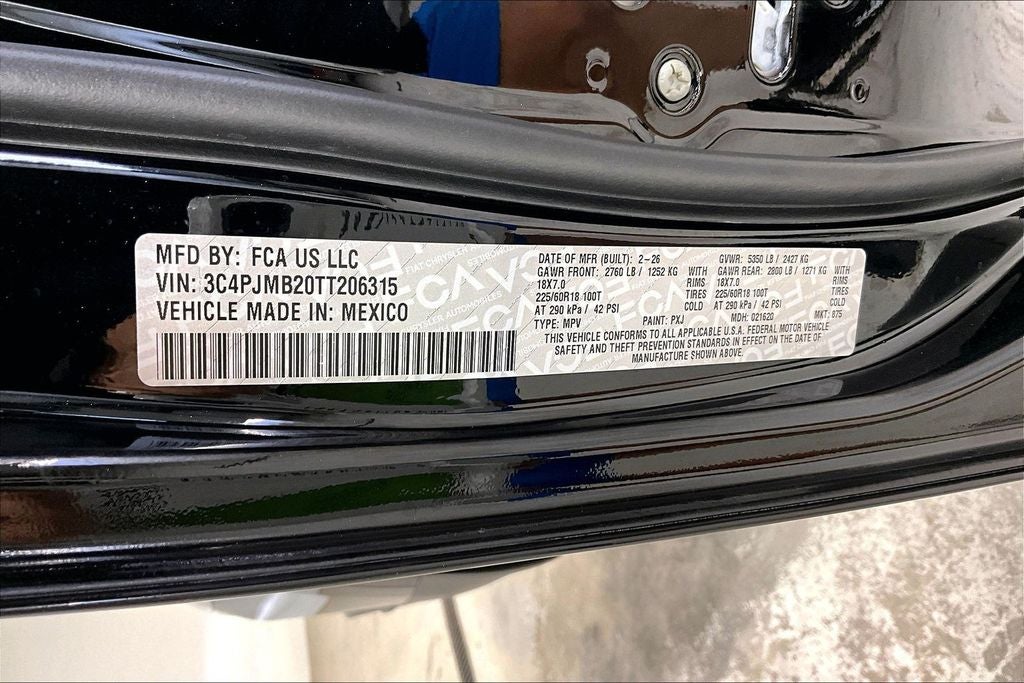 MFD BY: FCA US LLC
VIN: 3C4PJMB20TT206315
VEHICLE MADE IN: MEXICO
DATE OF MFR (BUILT): 2-26
GVWR: 5350 LB / 2427 KG
GAWR FRONT: 2760 LB / 1252 KG WITH
GAWR REAR: 2800 LB / 1271 KG WITH
18X7.0 RIMS
18X7.0 RIMS
225/60R18 100T TIRES
225/60R18 100T TIRES
AT 290 kPa / 42 PSI COLD
AT 290 kPa / 42 PSI COLD
TYPE: MPV PAINT: PXJ MDH: 021620 MKT: 875
THIS VEHICLE CONFORMS TO ALL APPLICABLE U.S.A. FEDERAL MOTOR VEHICLE
SAFETY AND THEFT PREVENTION STANDARDS IN EFFECT ON THE DATE OF
MANUFACTURE SHOWN ABOVE.